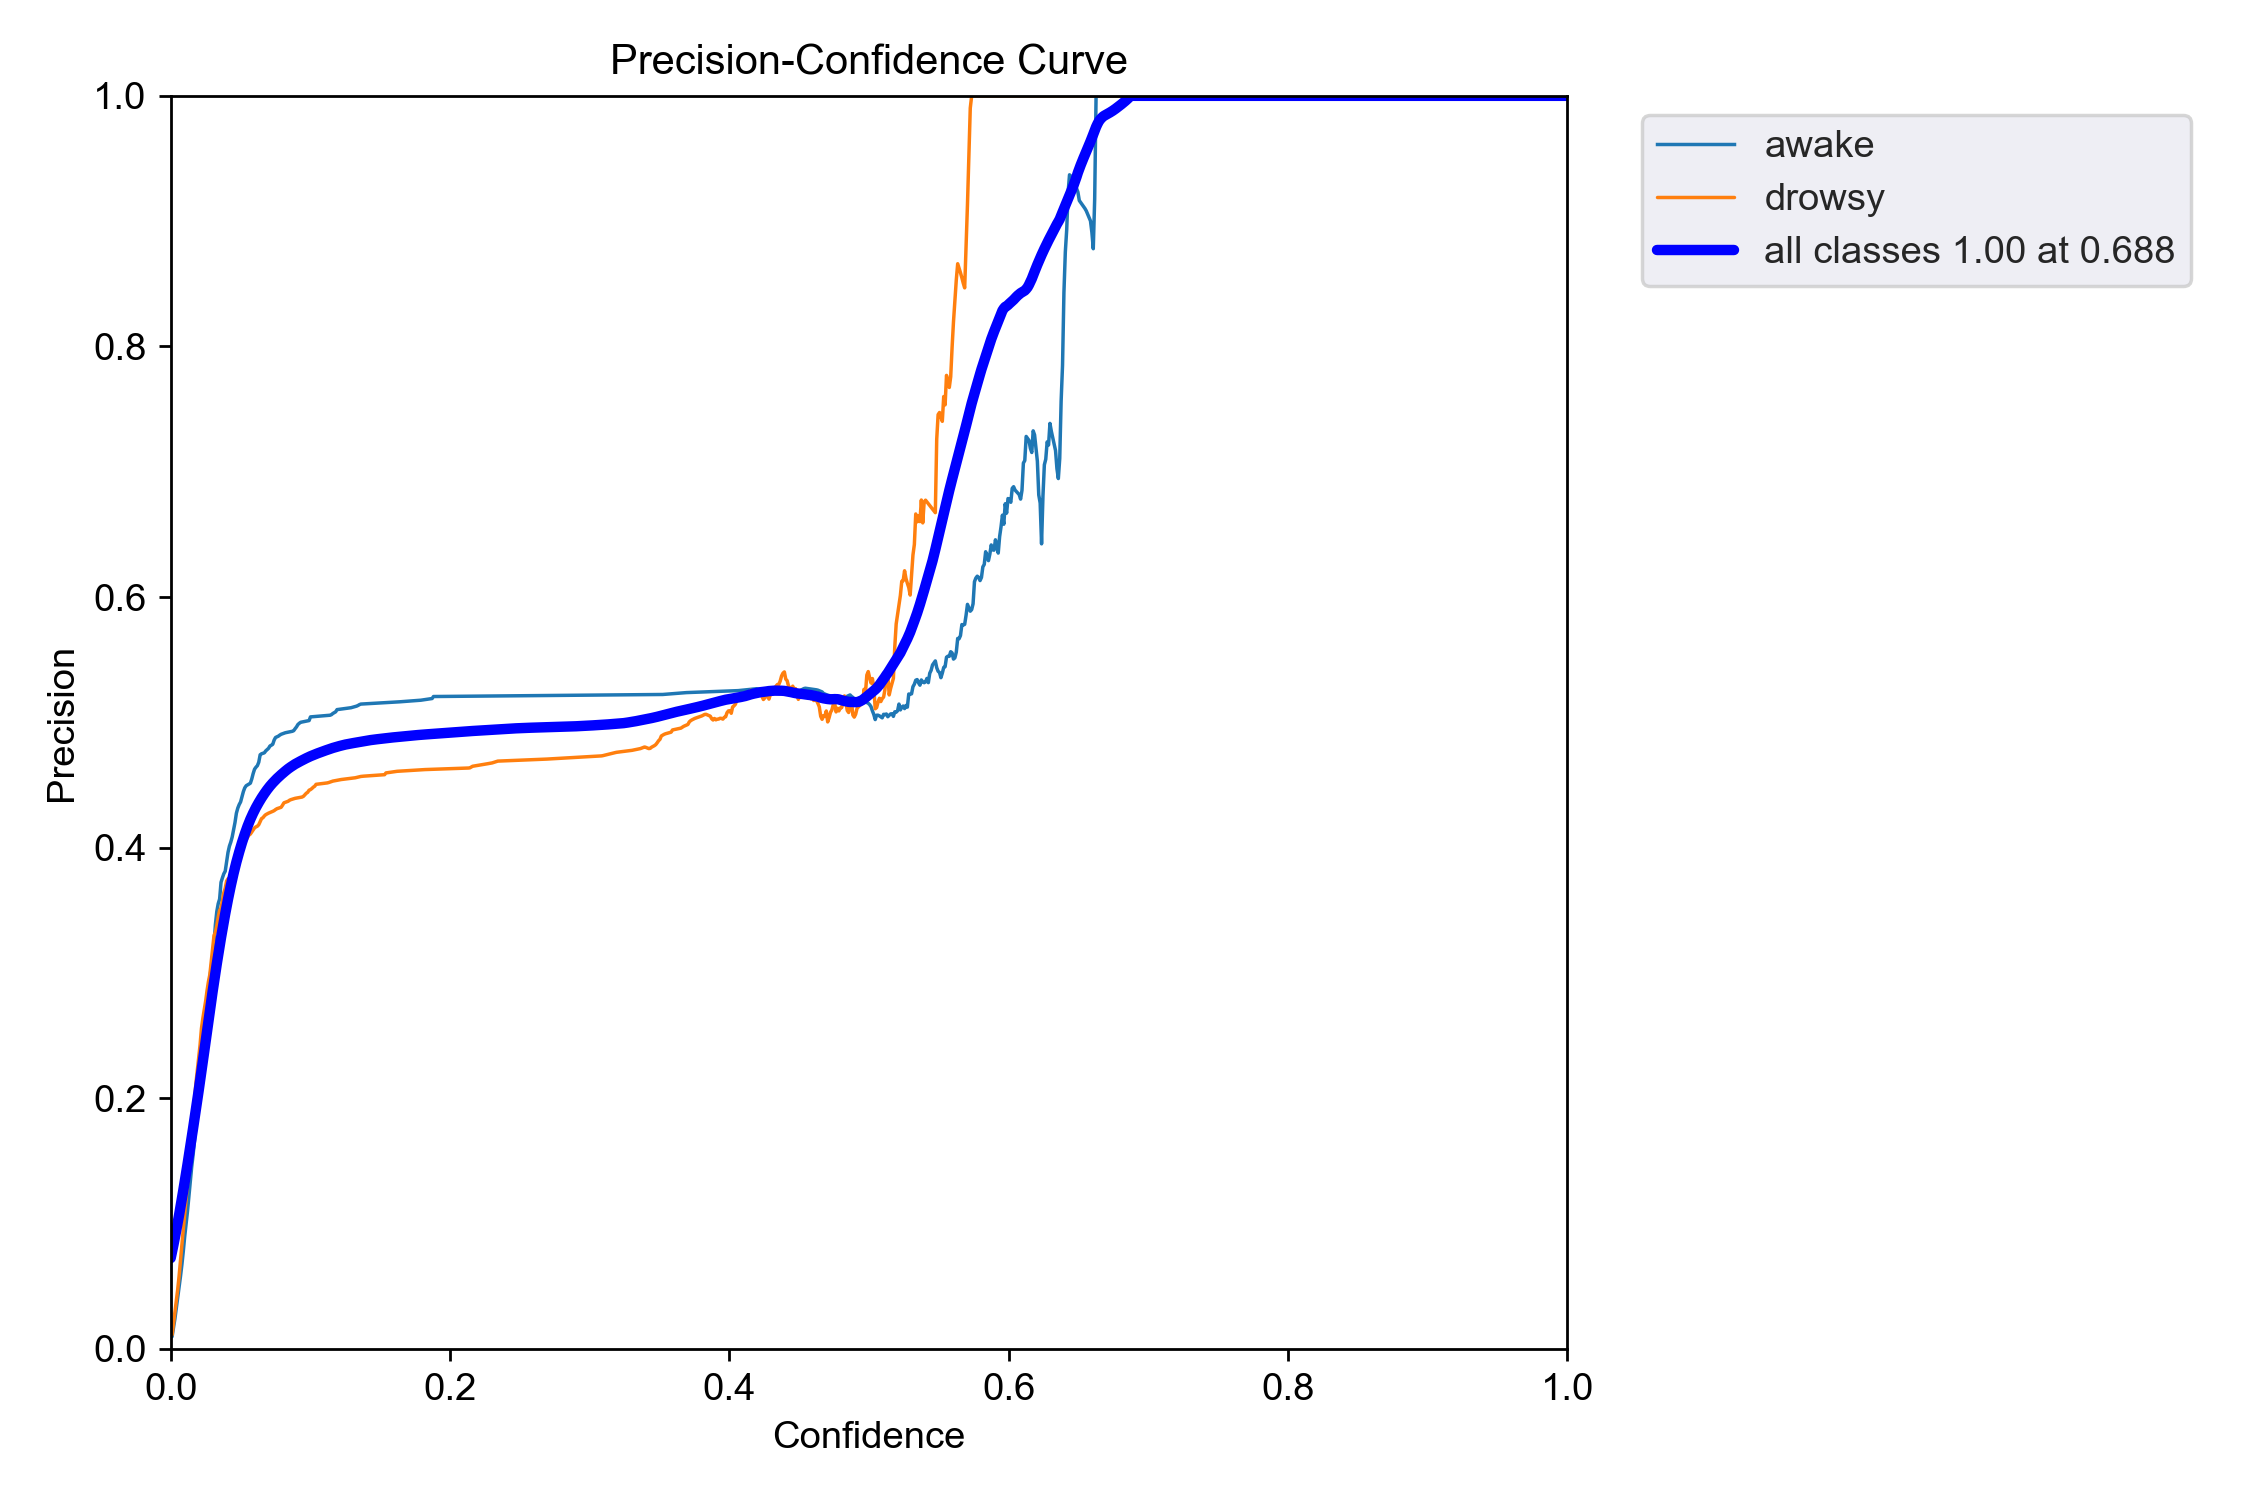 Precision-Confidence Curve
1.0
0.8
0.6
0.4
0.2
0.0
Precision
0.0 0.2 0.4 0.6 0.8 1.0
Confidence
awake
drowsy
all classes 1.00 at 0.688